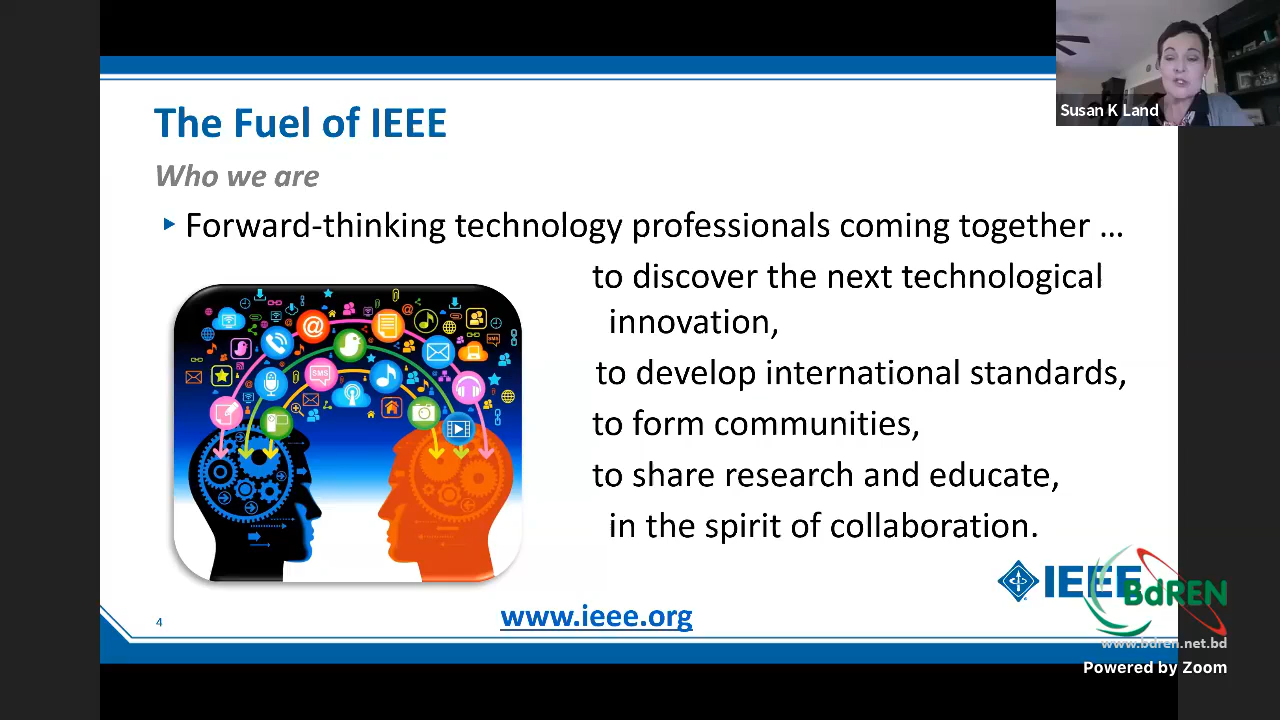 Susan K Land
The Fuel of IEEE
Who we are
Forward-thinking technology professionals coming together ...
to discover the next technological
innovation,
to develop international standards,
to form communities,
to share research and educate,
in the spirit of collaboration.
@
SMS
SMS
IEEE
BdREN
www.bdren.net.bd
4
www.ieee.org
Powered by Zoom